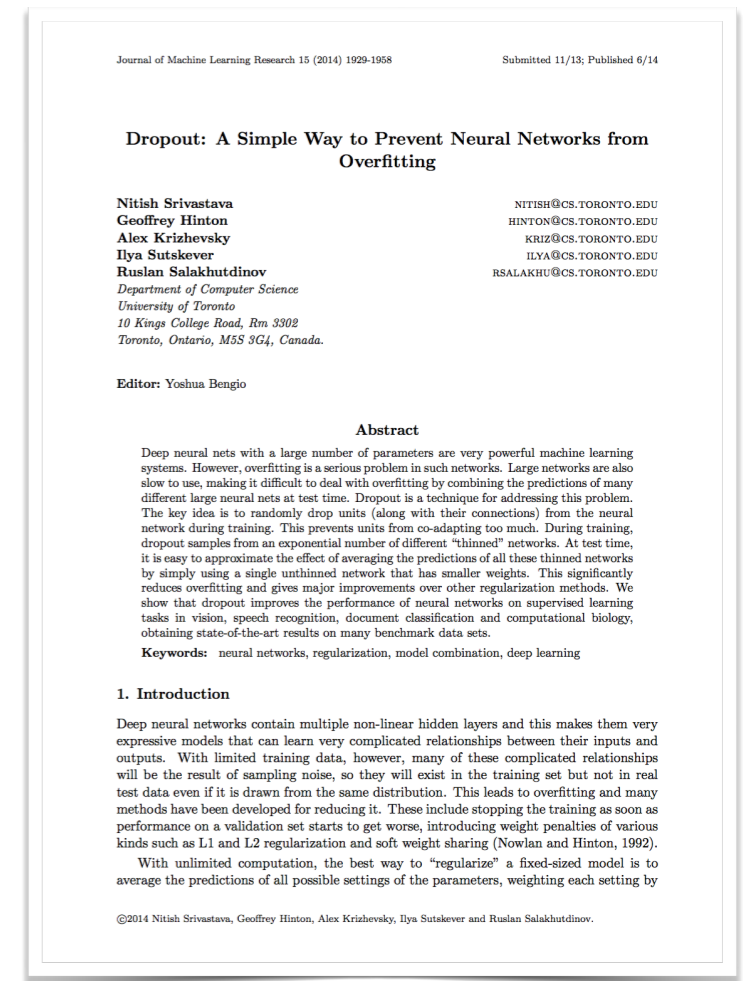 Journal of Machine Learning Research 15 (2014) 1929-1958 Submitted 11/13; Published 6/14
Dropout: A Simple Way to Prevent Neural Networks from
Overfitting
Nitish Srivastava NITISH@CS.TORONTO.EDU
Geoffrey Hinton HINTON@CS.TORONTO.EDU
Alex Krizhevsky KRIZ@CS.TORONTO.EDU
Ilya Sutskever ILYA@CS.TORONTO.EDU
Ruslan Salakhutdinov RSALAKHU@CS.TORONTO.EDU
Department of Computer Science
University of Toronto
10 Kings College Road, Rm 3302
Toronto, Ontario, M5S 3G4, Canada.
Editor: Yoshua Bengio
Abstract
Deep neural nets with a large number of parameters are very powerful machine learning
systems. However, overfitting is a serious problem in such networks. Large networks are also
slow to use, making it difficult to deal with overfitting by combining the predictions of many
different large neural nets at test time. Dropout is a technique for addressing this problem.
The key idea is to randomly drop units (along with their connections) from the neural
network during training. This prevents units from co-adapting too much. During training,
dropout samples from an exponential number of different “thinned” networks. At test time,
it is easy to approximate the effect of averaging the predictions of all these thinned networks
by simply using a single unthinned network that has smaller weights. This significantly
reduces overfitting and gives major improvements over other regularization methods. We
show that dropout improves the performance of neural networks on supervised learning
tasks in vision, speech recognition, document classification and computational biology,
obtaining state-of-the-art results on many benchmark data sets.
Keywords: neural networks, regularization, model combination, deep learning
1. Introduction
Deep neural networks contain multiple non-linear hidden layers and this makes them very
expressive models that can learn very complicated relationships between their inputs and
outputs. With limited training data, however, many of these complicated relationships
will be the result of sampling noise, so they will exist in the training set but not in real
test data even if it is drawn from the same distribution. This leads to overfitting and many
methods have been developed for reducing it. These include stopping the training as soon as
performance on a validation set starts to get worse, introducing weight penalties of various
kinds such as L1 and L2 regularization and soft weight sharing (Nowlan and Hinton, 1992).
With unlimited computation, the best way to “regularize” a fixed-sized model is to
average the predictions of all possible settings of the parameters, weighting each setting by
©2014 Nitish Srivastava, Geoffrey Hinton, Alex Krizhevsky, Ilya Sutskever and Ruslan Salakhutdinov.